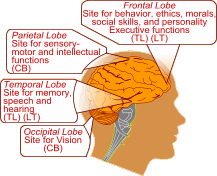 Frontal Lobe
Site for behavior, ethics, morals,
social skills, and personality
Executive functions
(TL) (LT)
Parietal Lobe
Site for sensory-
motor and intellectual
functions
(CB)
Temporal Lobe
Site for memory,
speech and
hearing
(TL) (LT)
Occipital Lobe
Site for Vision
(CB)